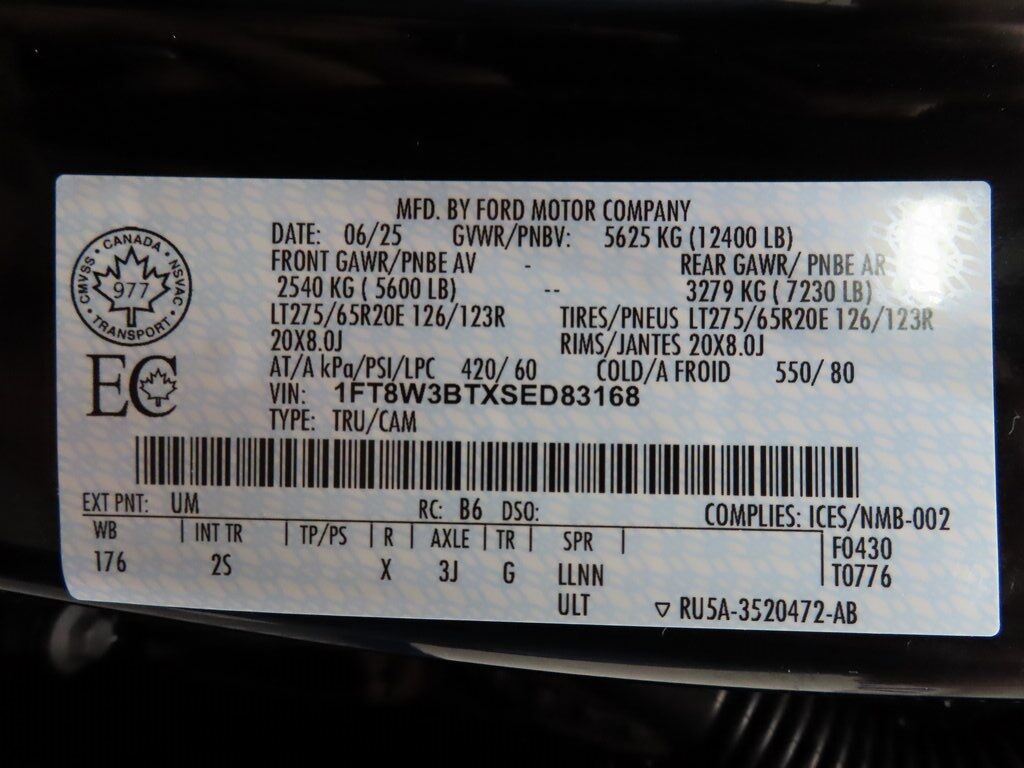 MFD. BY FORD MOTOR COMPANY
DATE: 06/25 GVWR/PNBV: 5625 KG (12400 LB)
FRONT GAWR/PNBE AV - REAR GAWR/ PNBE AR
2540 KG ( 5600 LB) -- 3279 KG ( 7230 LB)
LT275/65R20E 126/123R TIRES/PNEUS LT275/65R20E 126/123R
20X8.0J RIMS/JANTES 20X8.0J
AT/A kPa/PSI/LPC 420/ 60 COLD/A FROID 550/ 80
VIN: 1FT8W3BTXSED83168
TYPE: TRU/CAM
CANADA
CMVSS 977 NSVAC
TRANSPORT
EC
EXT PNT: UM RC: B6 DSO: COMPLIES: ICES/NMB-002
WB | INT TR | TP/PS | R | AXLE | TR | SPR | F0430
176 2S X 3J G LLNN T0776
ULT ▽ RU5A-3520472-AB